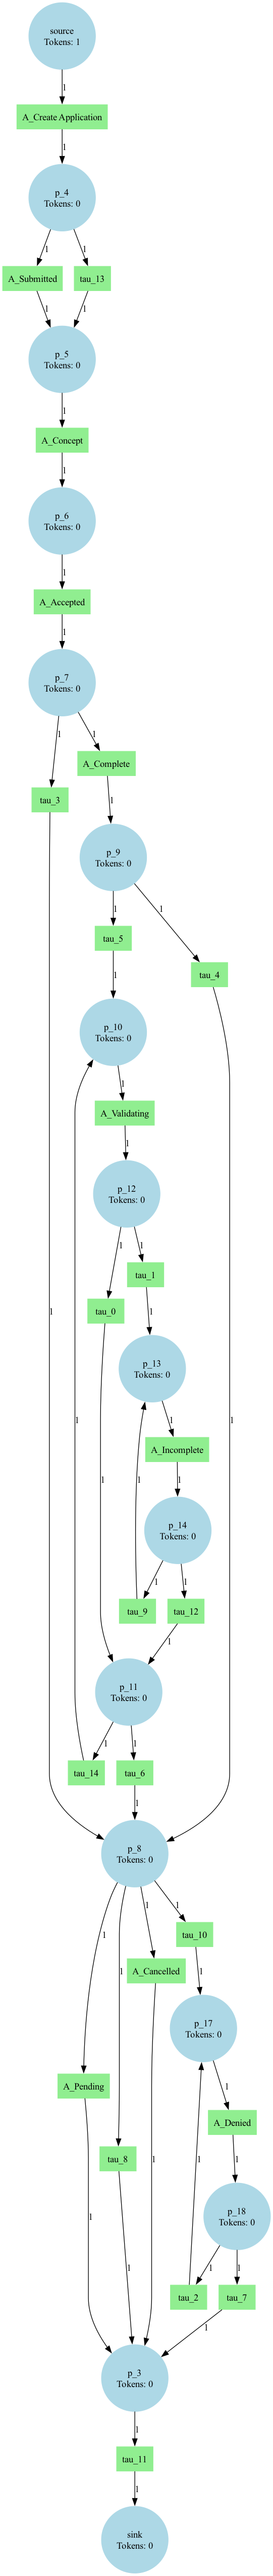 source
Tokens: 1
1
A_Create Application
1
p_4
Tokens: 0
1
1
A_Submitted
tau_13
1
1
p_5
Tokens: 0
1
A_Concept
1
p_6
Tokens: 0
1
A_Accepted
1
p_7
Tokens: 0
1
1
A_Complete
tau_3
1
p_9
Tokens: 0
1
1
tau_5
tau_4
1
p_10
Tokens: 0
1
A_Validating
1
p_12
Tokens: 0
1
1
tau_1
tau_0
1
1
p_13
Tokens: 0
1
1
1
A_Incomplete
1
1
1
p_14
Tokens: 0
1
1
tau_9
tau_12
1
p_11
Tokens: 0
1
1
tau_14
tau_6
1
p_8
Tokens: 0
1
1
1
1
tau_10
A_Cancelled
1
p_17
Tokens: 0
A_Pending
1
A_Denied
tau_8
1
1
1
1
1
p_18
Tokens: 0
1
1
tau_2
tau_7
1
p_3
Tokens: 0
1
tau_11
1
sink
Tokens: 0